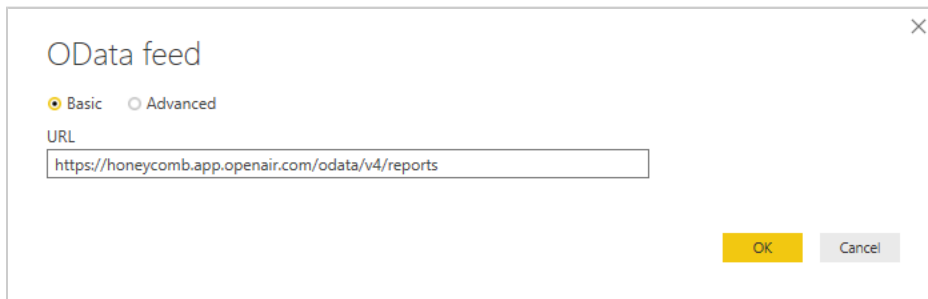 OData feed
Basic Advanced
URL
https://honeycomb.app.openair.com/odata/v4/reports
OK Cancel